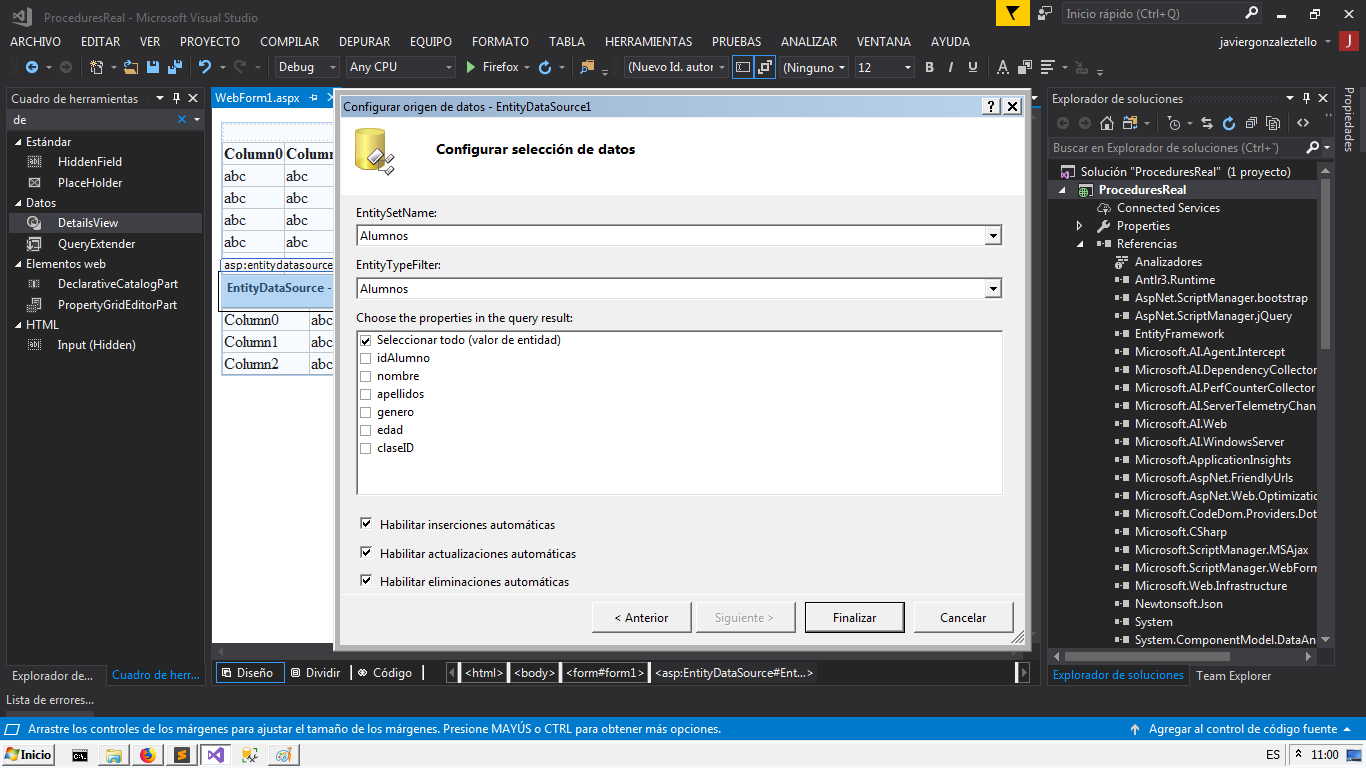 ProceduresReal - Microsoft Visual Studio
Inicio rápido (Ctrl+Q)
ARCHIVO EDITAR VER PROYECTO COMPILAR DEPURAR EQUIPO FORMATO TABLA HERRAMIENTAS PRUEBAS ANALIZAR VENTANA AYUDA
javiergonzaleztello J
Debug Any CPU Firefox (Nuevo Id. autor (Ninguno 12 B I U A
Cuadro de herramientas
de
Estándar
HiddenField
PlaceHolder
Datos
DetailsView
QueryExtender
Elementos web
DeclarativeCatalogPart
PropertyGridEditorPart
HTML
Input (Hidden)
Explorador de...
Cuadro de herr...
Lista de errores...
WebForm1.aspx
Column0 Column
abc abc
abc abc
abc abc
abc abc
asp:entitydatasource
EntityDataSource -
Column0 abc
Column1 abc
Column2 abc
Configurar origen de datos - EntityDataSource1
Configurar selección de datos
EntitySetName:
Alumnos
EntityTypeFilter:
Alumnos
Choose the properties in the query result:
Seleccionar todo (valor de entidad)
idAlumno
nombre
apellidos
genero
edad
claseID
Habilitar inserciones automáticas
Habilitar actualizaciones automáticas
Habilitar eliminaciones automáticas
< Anterior Siguiente > Finalizar Cancelar
Diseño Dividir Código <html> <body> <form#form1> <asp:EntityDataSource#Ent...>
Explorador de soluciones
Buscar en Explorador de soluciones (Ctrl+`)
Solución "ProceduresReal" (1 proyecto)
ProceduresReal
Connected Services
Properties
Referencias
Analizadores
Antlr3.Runtime
AspNet.ScriptManager.bootstrap
AspNet.ScriptManager.jQuery
EntityFramework
Microsoft.AI.Agent.Intercept
Microsoft.AI.DependencyCollector
Microsoft.AI.PerfCounterCollector
Microsoft.AI.ServerTelemetryChan
Microsoft.AI.Web
Microsoft.AI.WindowsServer
Microsoft.ApplicationInsights
Microsoft.AspNet.FriendlyUrls
Microsoft.AspNet.Web.Optimizatio
Microsoft.CodeDom.Providers.Dot
Microsoft.CSharp
Microsoft.ScriptManager.MSAjax
Microsoft.ScriptManager.WebForm
Microsoft.Web.Infrastructure
Newtonsoft.Json
System
System.ComponentModel.DataAn
Explorador de soluciones Team Explorer
Propiedades
Arrastre los controles de los márgenes para ajustar el tamaño de los márgenes. Presione MAYÚS o CTRL para obtener más opciones.
Agregar al control de código fuente
Inicio
ES
11:00